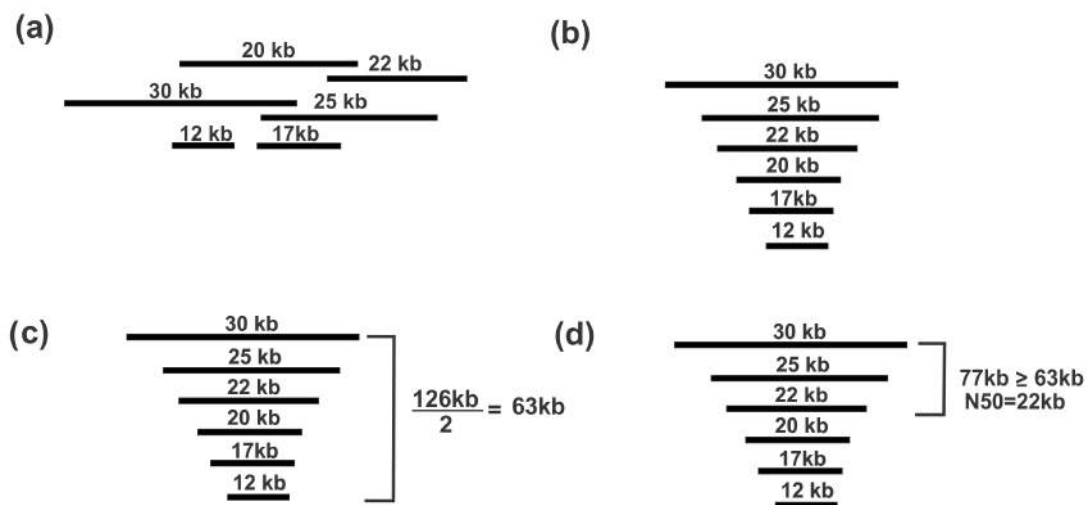 (a)
20 kb
22 kb
30 kb
25 kb
12 kb
17kb
(b)
30 kb
25 kb
22 kb
20 kb
17kb
12 kb
(c)
30 kb
25 kb
22 kb
20 kb
17kb
12 kb
126kb
2
= 63kb
(d)
30 kb
25 kb
22 kb
20 kb
17kb
12 kb
77kb ≥ 63kb
N50=22kb